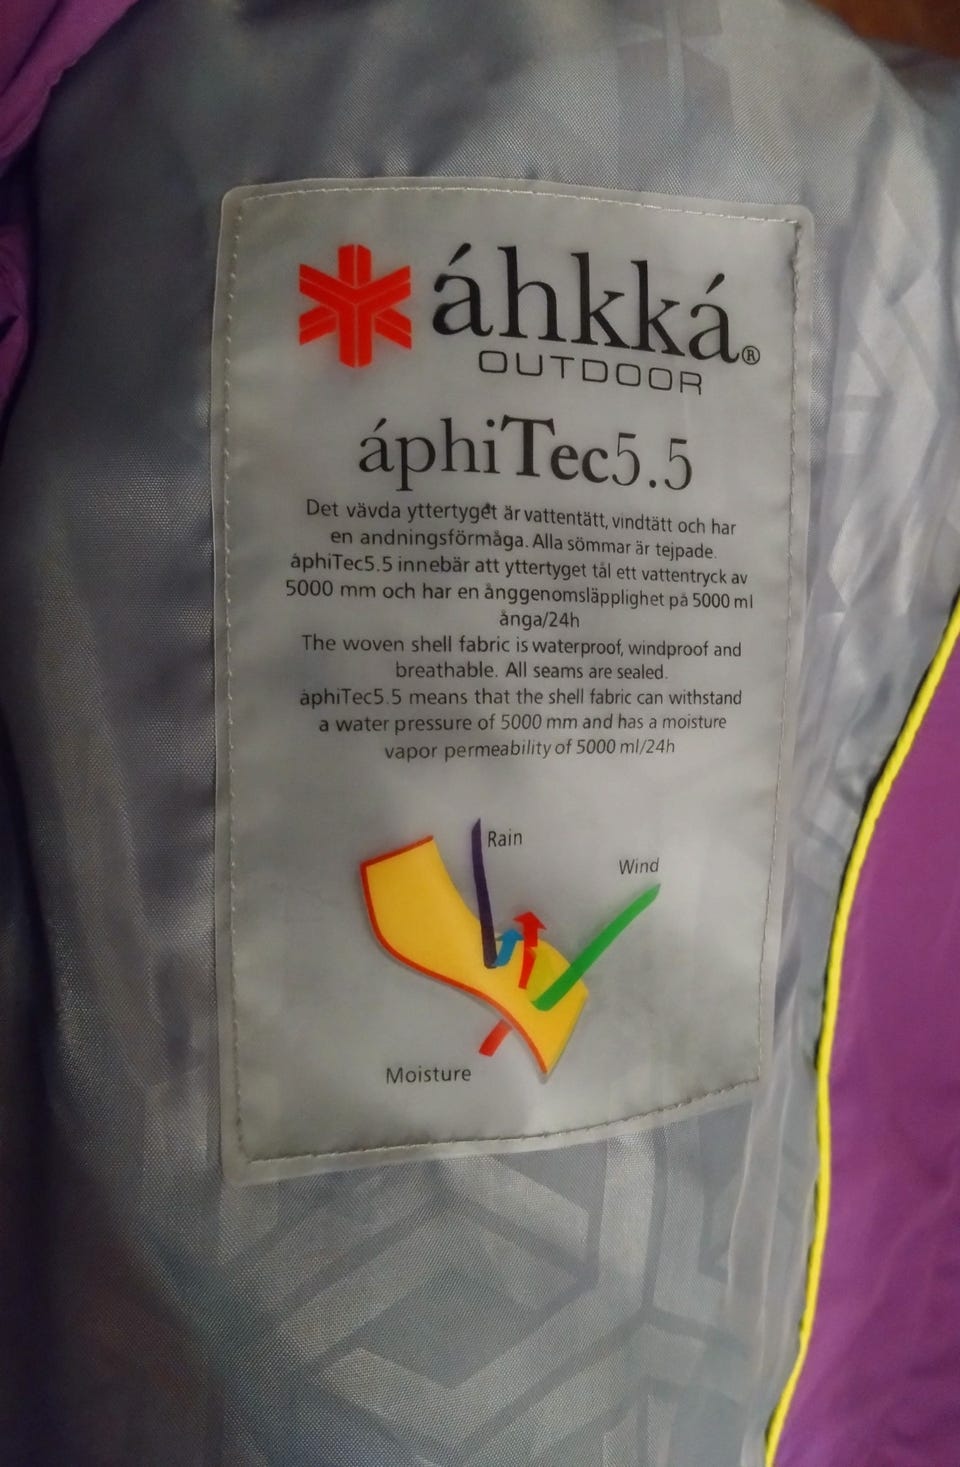 áhkká®
OUTDOOR
áphiTec5.5
Det vävda yttertyget är vattentätt, vindtätt och har
en andningsförmåga. Alla sömmar är tejpade.
áphiTec5.5 innebär att yttertyget tål ett vattentryck av
5000 mm och har en ånggenomsläpplighet på 5000 ml
ånga/24h
The woven shell fabric is waterproof, windproof and
breathable. All seams are sealed.
áphiTec5.5 means that the shell fabric can withstand
a water pressure of 5000 mm and has a moisture
vapor permeability of 5000 ml/24h
Rain
Wind
Moisture